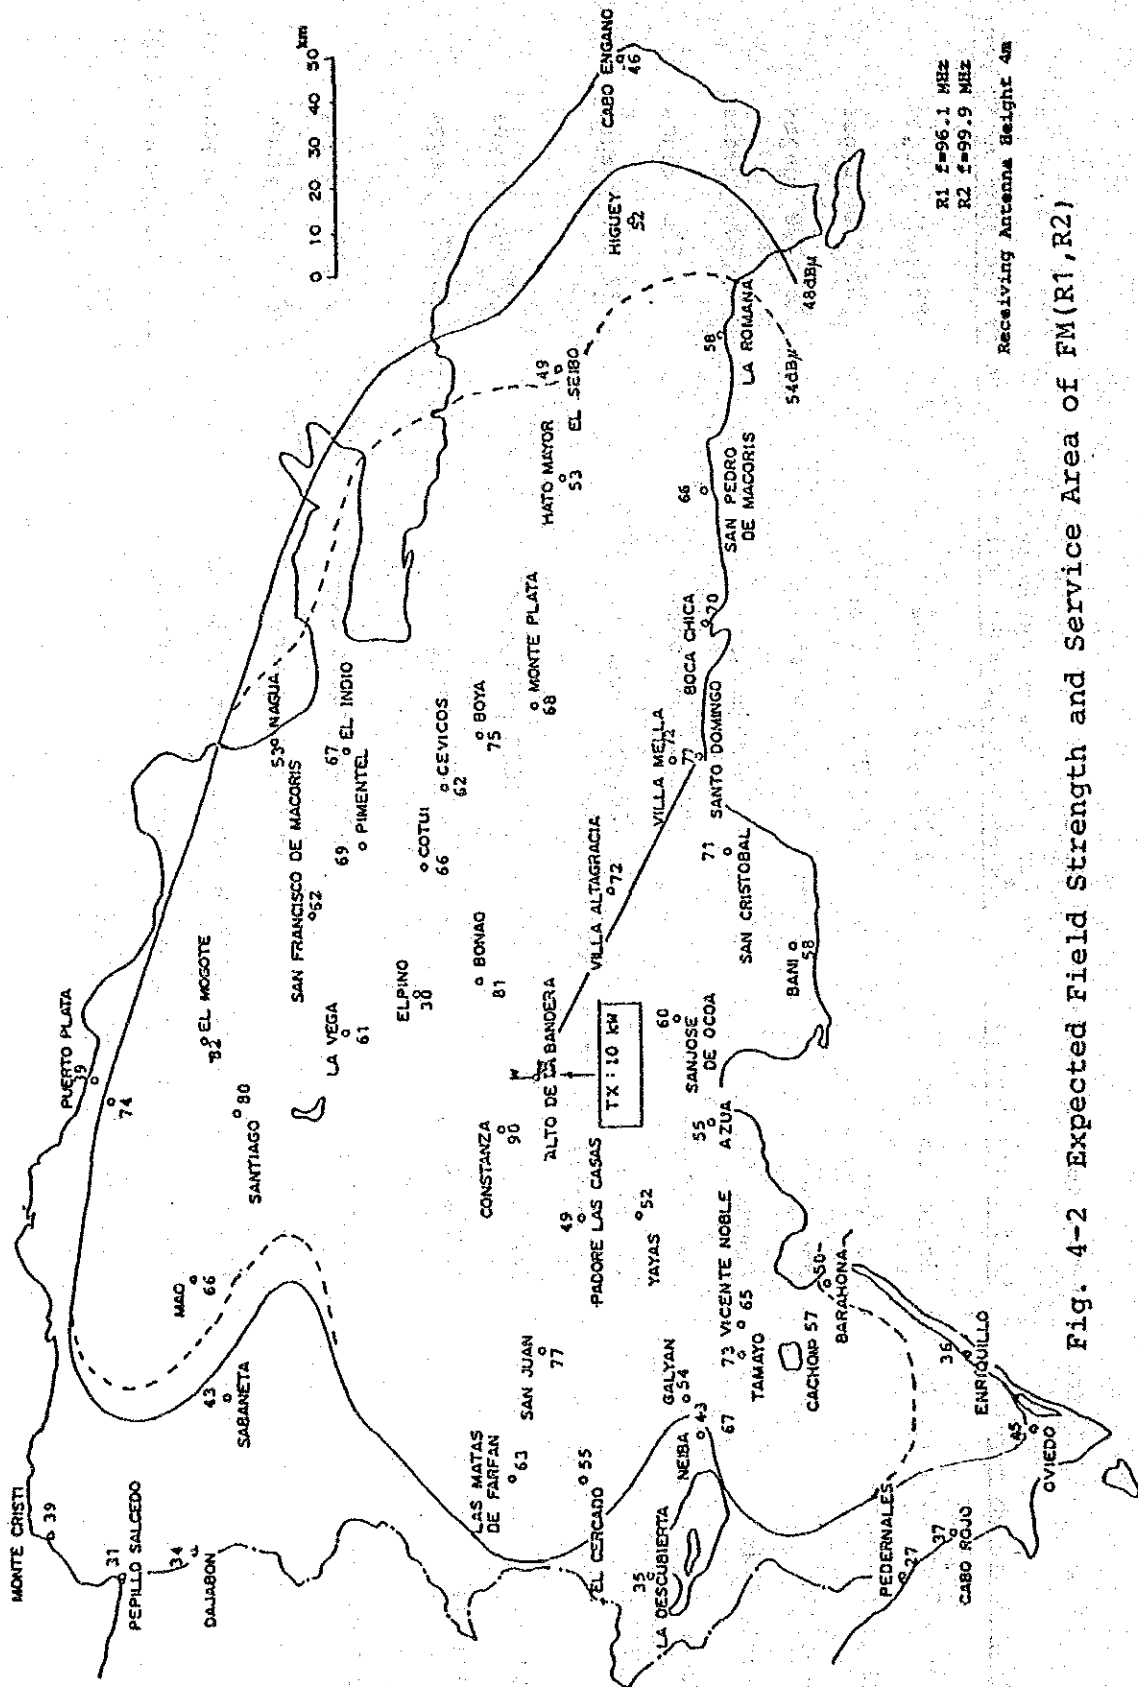 MONTE CRISTI
39
PEPILLO SALCEDO
31
DAJABON
34
SABANETA
43
MAO
66
PUERTO PLATA
39
74
SANTIAGO
80
EL MOGOTE
82
LA VEGA
61
SAN FRANCISCO DE MACORIS
62
NAGUA
53
EL INDIO
67
PIMENTEL
69
COTUI
66
CEVICOS
62
BOYA
75
MONTE PLATA
68
ELPINO
38
BONAO
81
CONSTANZA
90
ALTO DE LA BANDERA
TX : 10 KW
VILLA ALTAGRACIA
72
VILLA MELLA
72
77
SANTO DOMINGO
BOCA CHICA
70
SAN PEDRO
DE MACORIS
66
HATO MAYOR
53
EL SEIBO
49
LA ROMANA
58
HIGUEY
52
CABO ENGANO
46
0 10 20 30 40 50 km
48dBμ
54dBμ
LAS MATAS
DE FARFAN
63
SAN JUAN
77
EL CERCADO
55
PADORE LAS CASAS
49
YAYAS
52
SANJOSE
DE OCOA
60
SAN CRISTOBAL
71
BANI
58
AZUA
55
VICENTE NOBLE
65
TAMAYO
73
GALVAN
54
NEIBA
43
67
LA DESCUBIERTA
35
CACHON 57
BARAHONA
50
ENRIQUILLO
36
OVIEDO
45
PEDERNALES
27
CABO ROJO
37
R1 f=96.1 MHz
R2 f=99.9 MHz
Receiving Antenna Height 4m
Fig. 4-2 Expected Field Strength and Service Area of FM(R1,R2)